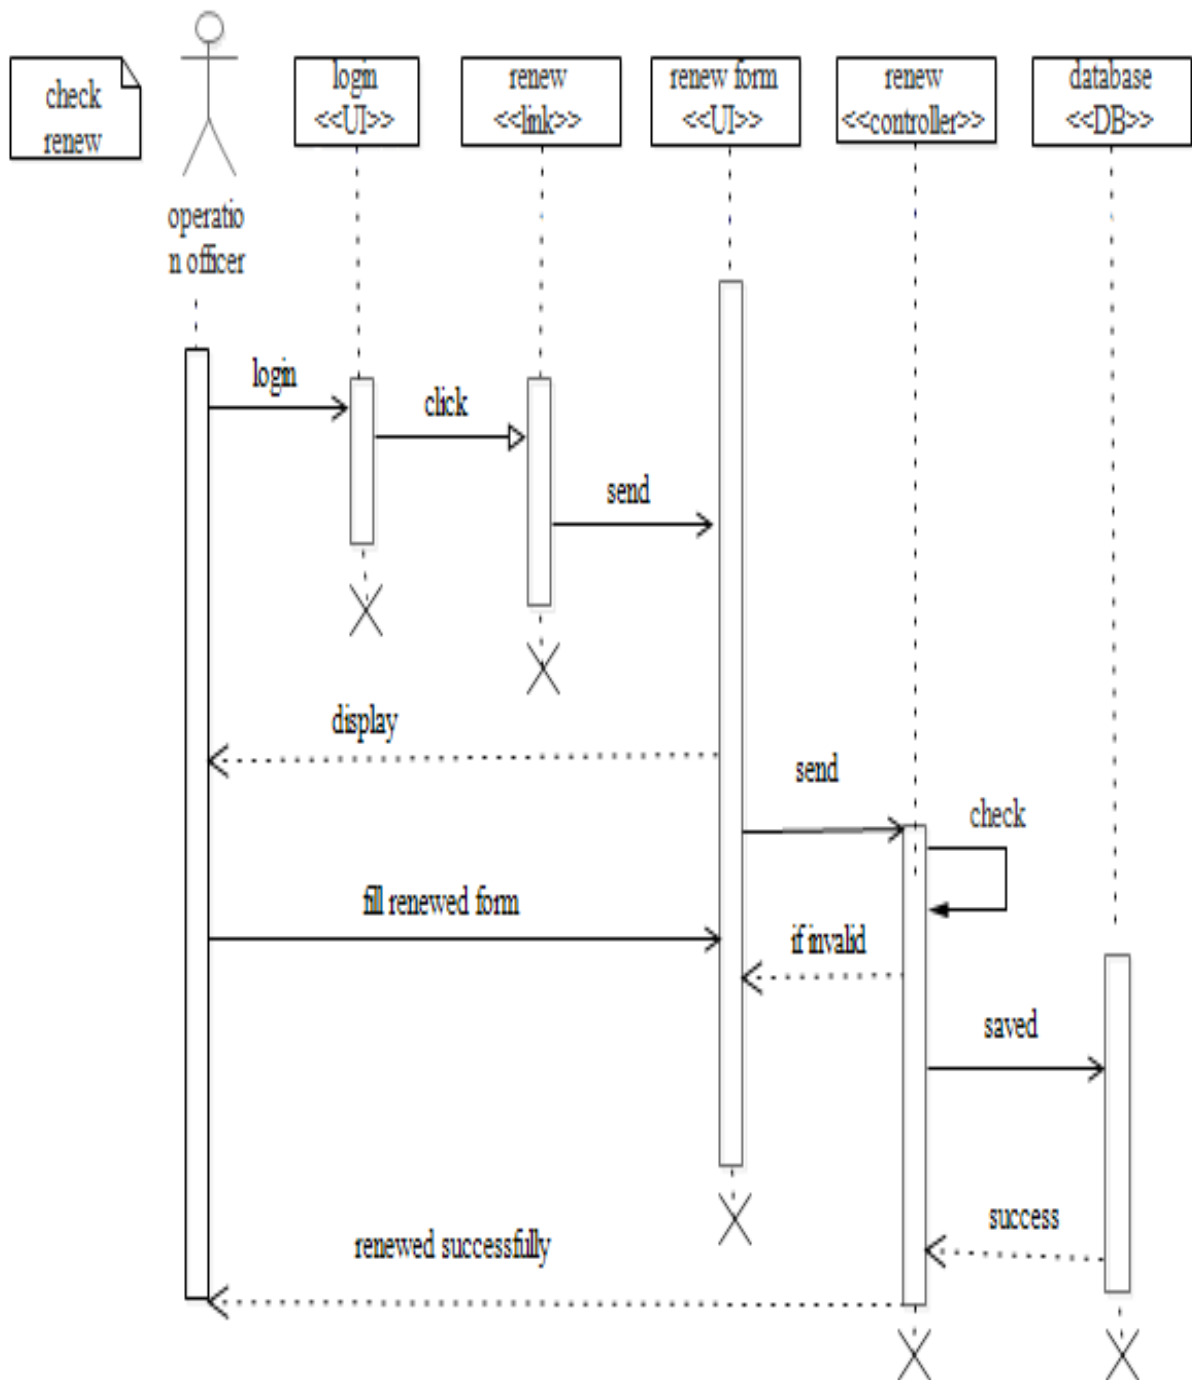 check
renew
operatio
n officer
login
<<UI>>
renew
<<link>>
renew form
<<UI>>
renew
<<controller>>
database
<<DB>>
login
click
send
display
send
check
fill renewed form
if invalid
saved
success
renewed successfully